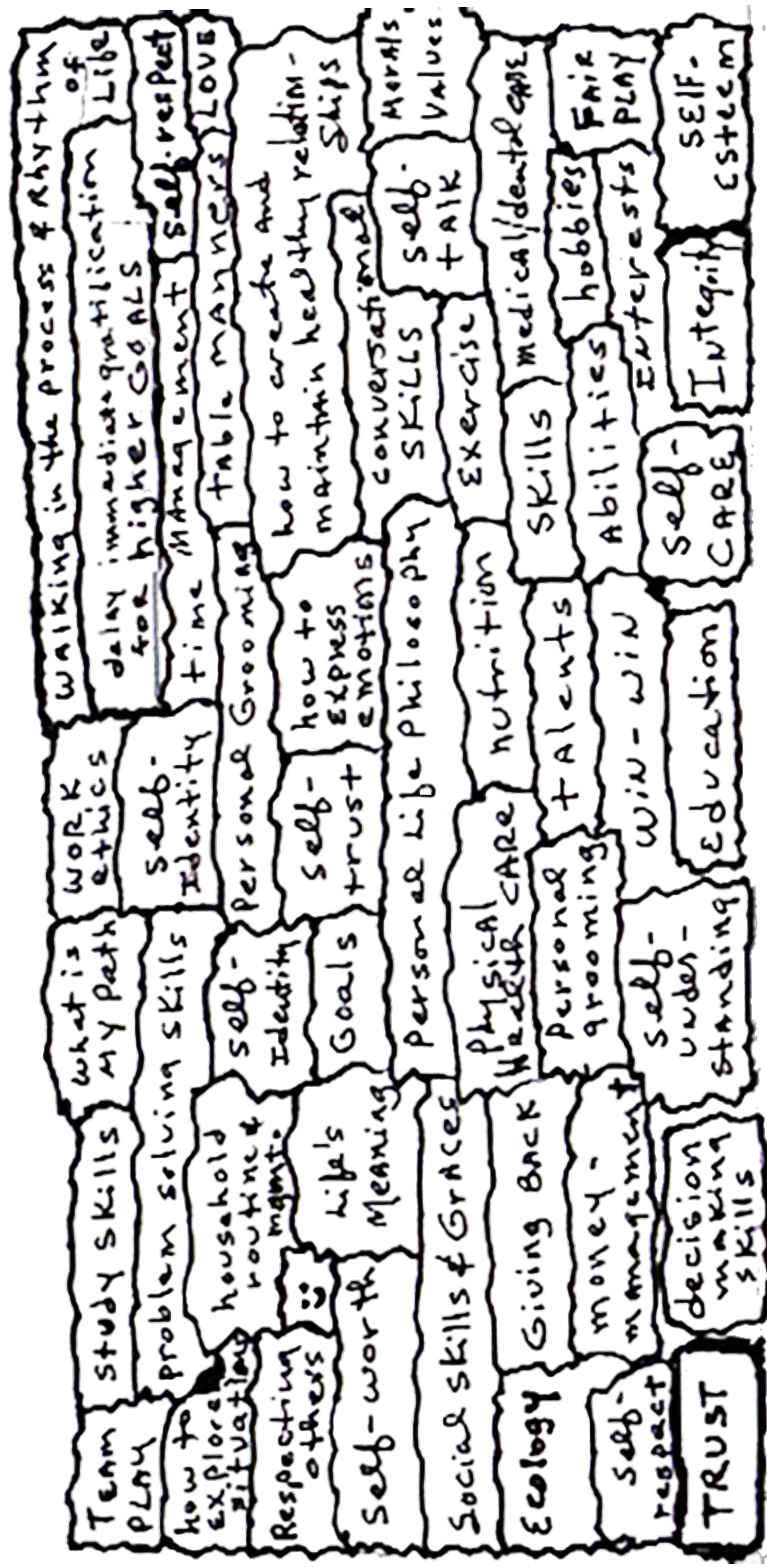 TEAM
PLAY
study skills
What is
My Path
WORK
ethics
walking in the process & Rhythm
of
Life
how to
explore
situations
problem solving skills
Self-
Identity
delay immediate gratification
for higher GOALS
Self-respect
Respecting
others
household
routine &
mgmt.
self-
Identity
Personal Grooming
time MANAgement
tAble MANNers
LOVE
Self-worth
Life's
MeANiNg
Goals
self-
trust
how to
Express
emotions
how to create And
MAintAin healthy relation-
ships
Social skills & GrAces
Personal Life Philosophy
conversational
SKiLLS
Self-
tAlk
Morals
Values
Ecology
Giving BAck
Physical
Health CARE
nutrition
Exercise
medical/dental CARE
Self-
respect
money-
management
Personal
grooming
tAlents
SKills
Abilities
hobbies
Interests
FAIR
PLAY
TRUST
decision
making
skills
Self-
under-
stANding
WiN-WiN
Education
Self-
CARE
Integrity
SElf-
Esteem